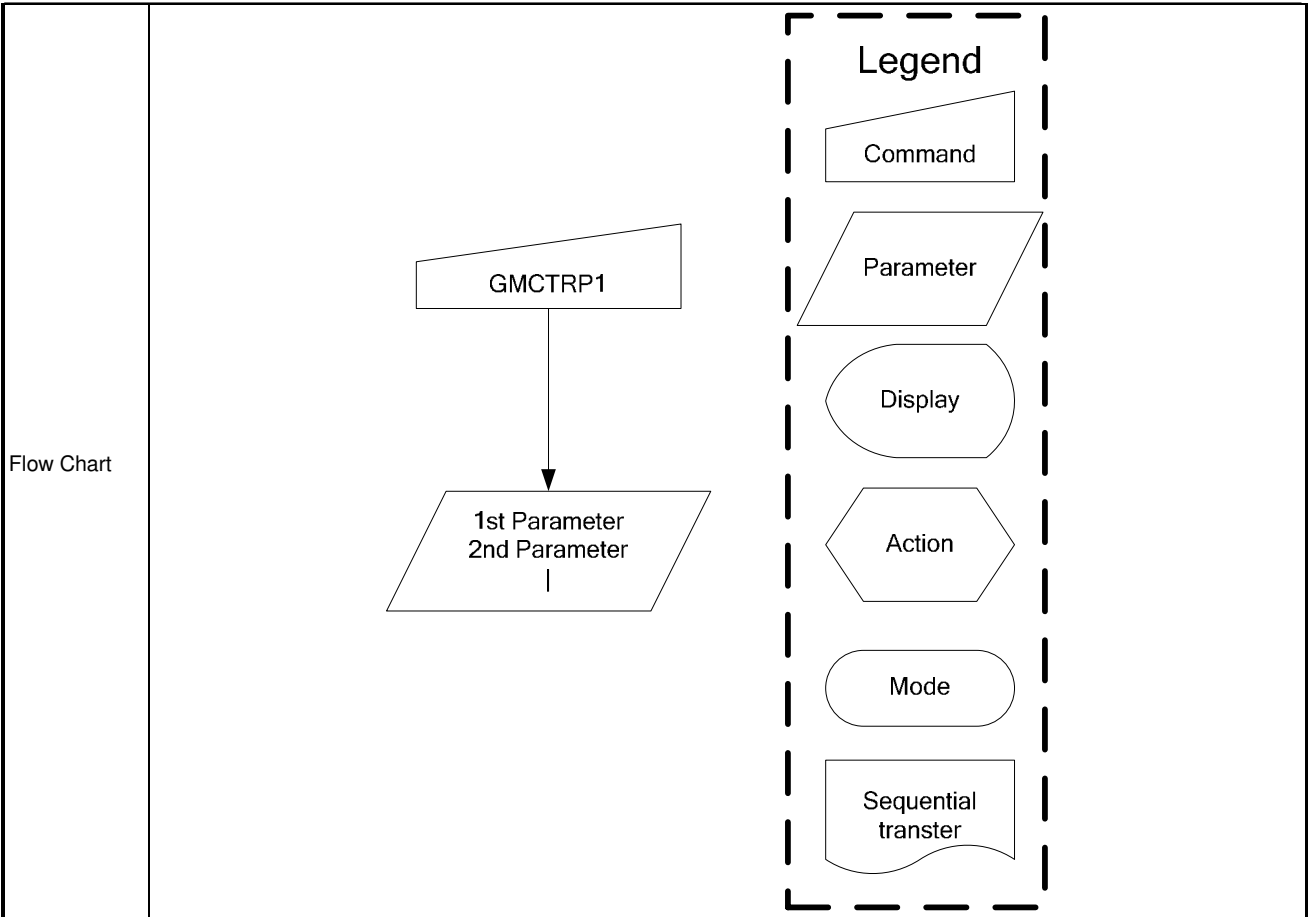 Flow Chart
GMCTRP1
1st Parameter
2nd Parameter
|
Legend
Command
Parameter
Display
Action
Mode
Sequential
transter